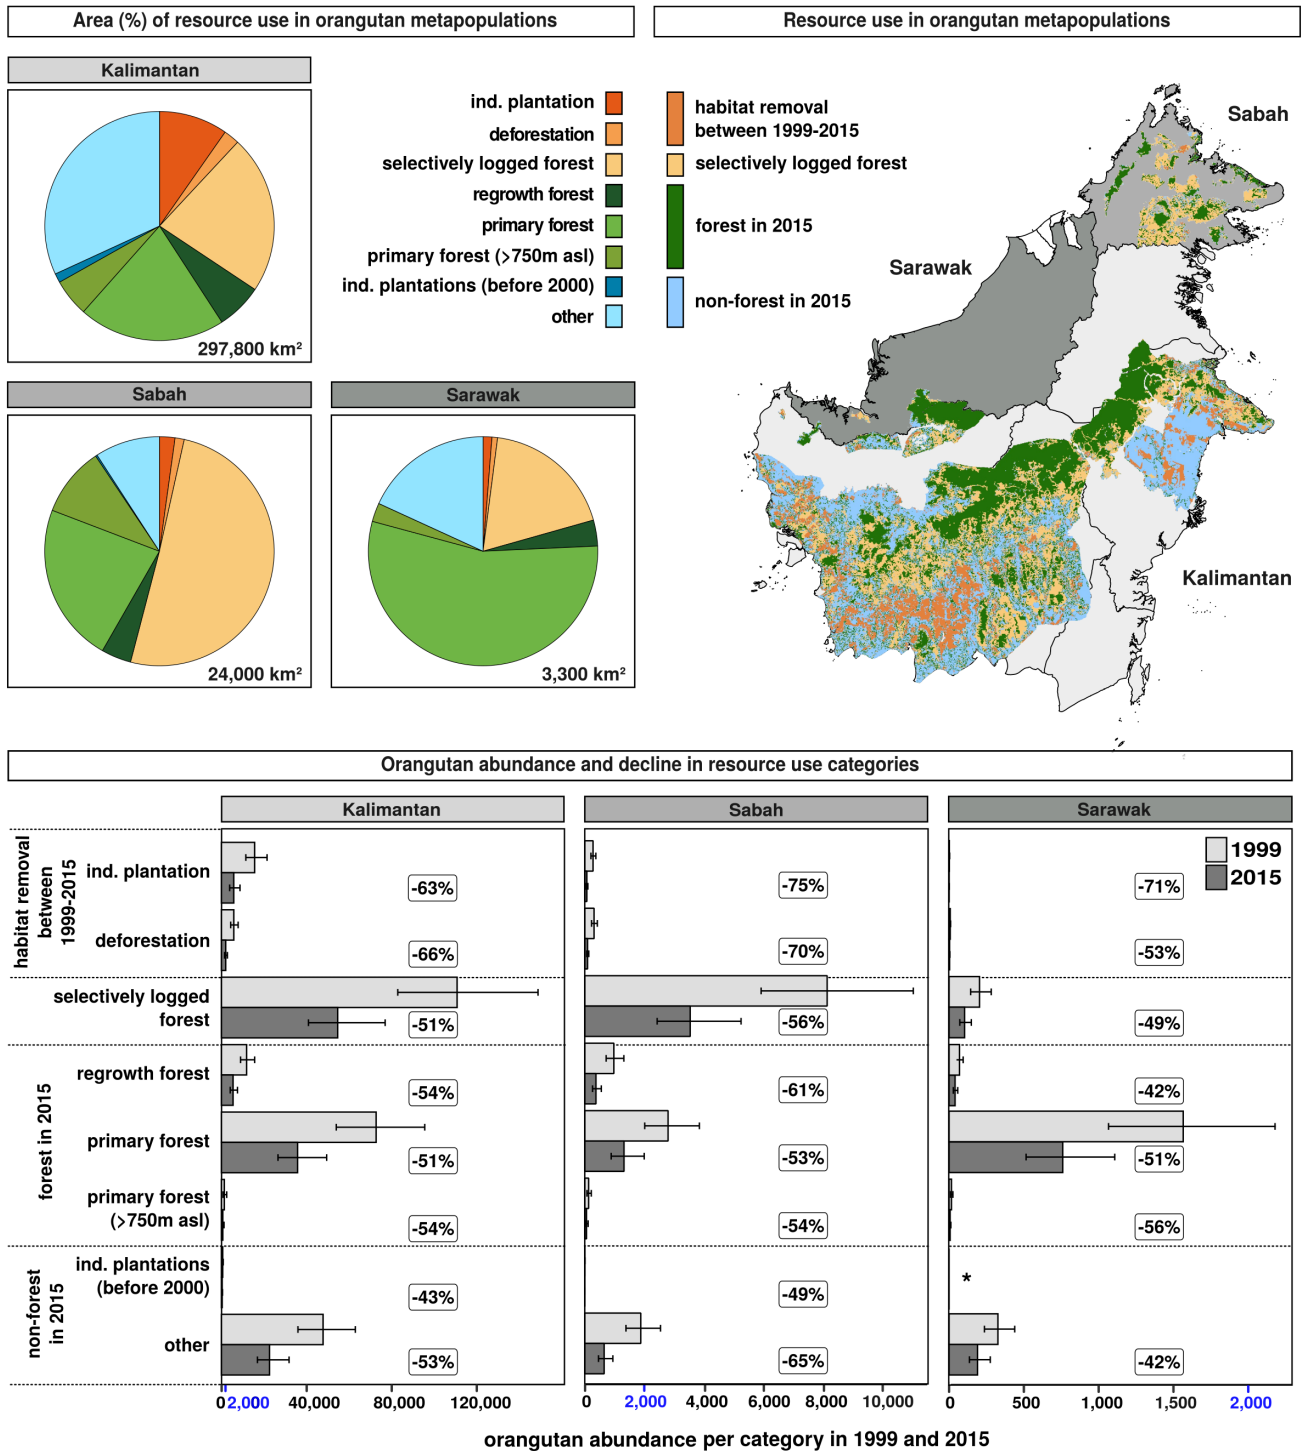 Area (%) of resource use in orangutan metapopulations
Resource use in orangutan metapopulations
Kalimantan
297,800 km²
ind. plantation
deforestation
selectively logged forest
regrowth forest
primary forest
primary forest (>750m asl)
ind. plantations (before 2000)
other
habitat removal
between 1999-2015
selectively logged forest
forest in 2015
non-forest in 2015
Sabah
Sarawak
Kalimantan
Sabah
24,000 km²
Sarawak
3,300 km²
Orangutan abundance and decline in resource use categories
Kalimantan
Sabah
Sarawak
1999
2015
habitat removal
between
1999-2015
ind. plantation
-63%
-75%
-71%
deforestation
-66%
-70%
-53%
selectively logged
forest
-51%
-56%
-49%
forest in 2015
regrowth forest
-54%
-61%
-42%
primary forest
-51%
-53%
-51%
primary forest
(>750m asl)
-54%
-54%
-56%
non-forest
in 2015
ind. plantations
(before 2000)
-43%
-49%
*
other
-53%
-65%
-42%
0 2,000 40,000 80,000 120,000
0 2,000 4,000 6,000 8,000 10,000
0 500 1,000 1,500 2,000
orangutan abundance per category in 1999 and 2015